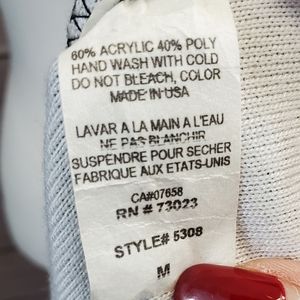 60% ACRYLIC 40% POLY
HAND WASH WITH COLD
DO NOT BLEACH, COLOR
MADE IN USA
LAVAR A LA MAIN A L'EAU
NE PAS BLANCHIR
SUSPENDRE POUR SECHER
FABRIQUE AUX ETATS-UNIS
CA#07658
RN # 73023
STYLE# 5308
M